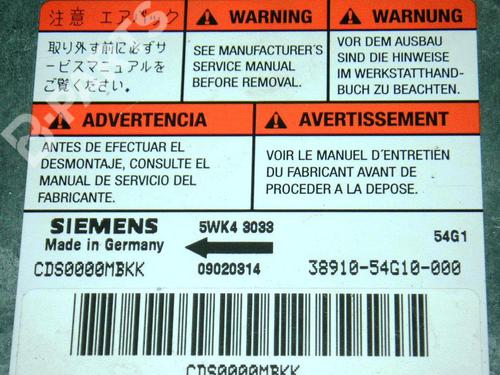 注意 エアバッグ
取り外す前に必ずサ
ービスマニュアルを
ご覧ください。
WARNING
SEE MANUFACTURER'S
SERVICE MANUAL
BEFORE REMOVAL.
WARNUNG
VOR DEM AUSBAU
SIND DIE HINWEISE
IM WERKSTATTHAND-
BUCH ZU BEACHTEN.
ADVERTENCIA
ANTES DE EFECTUAR EL
DESMONTAJE, CONSULTE EL
MANUAL DE SERVICIO DEL
FABRICANTE.
AVERTISSEMENT
VOIR LE MANUEL D'ENTRETIEN
DU FABRICANT AVANT DE
PROCEDER A LA DEPOSE.
SIEMENS
Made in Germany
5WK4 3033
54G1
CDS0000MBKK
09020314
38910-54G10-000
CDS0000MBKK
B-PARTS